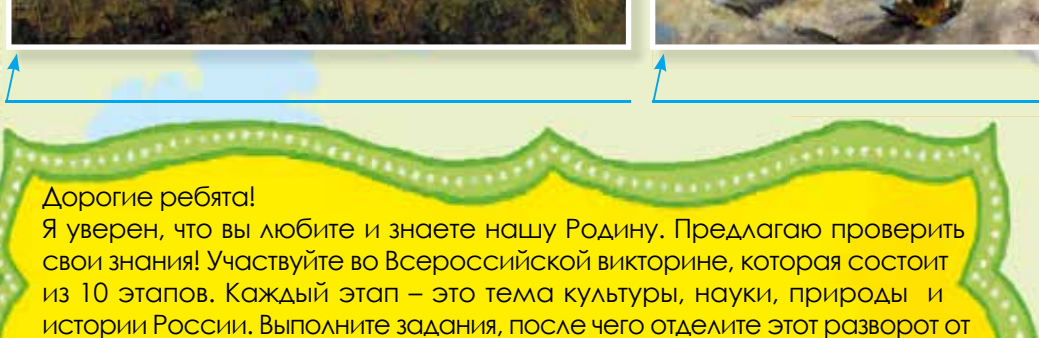 Дорогие ребята!
Я уверен, что вы любите и знаете нашу Родину. Предлагаю проверить
свои знания! Участвуйте во Всероссийской викторине, которая состоит
из 10 этапов. Каждый этап – это тема культуры, науки, природы и
истории России. Выполните задания, после чего отделите этот разворот от